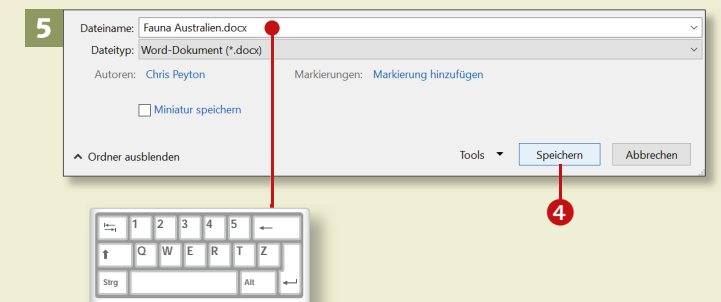 5
Dateiname: Fauna Australien.docx
Dateityp: Word-Dokument (*.docx)
Autoren: Chris Peyton Markierungen: Markierung hinzufügen
Miniatur speichern
Ordner ausblenden Tools Speichern Abbrechen
4
1 2 3 4 5
Q W E R T Z
Strg Alt